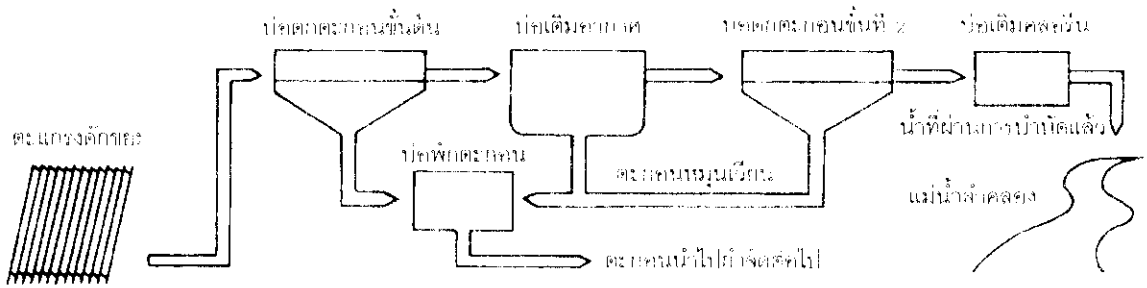 บ่อตกตะกอนขั้นต้น
บ่อเติมอากาศ
บ่อตกตะกอนขั้นที่ 2
บ่อเติมคลอรีน
ตะแกรงดักขยะ
น้ำที่ผ่านการบำบัดแล้ว
บ่อพักตะกอน
ตะกอนหมุนเวียน
แม่น้ำลำคลอง
ตะกอนนำไปกำจัดต่อไป